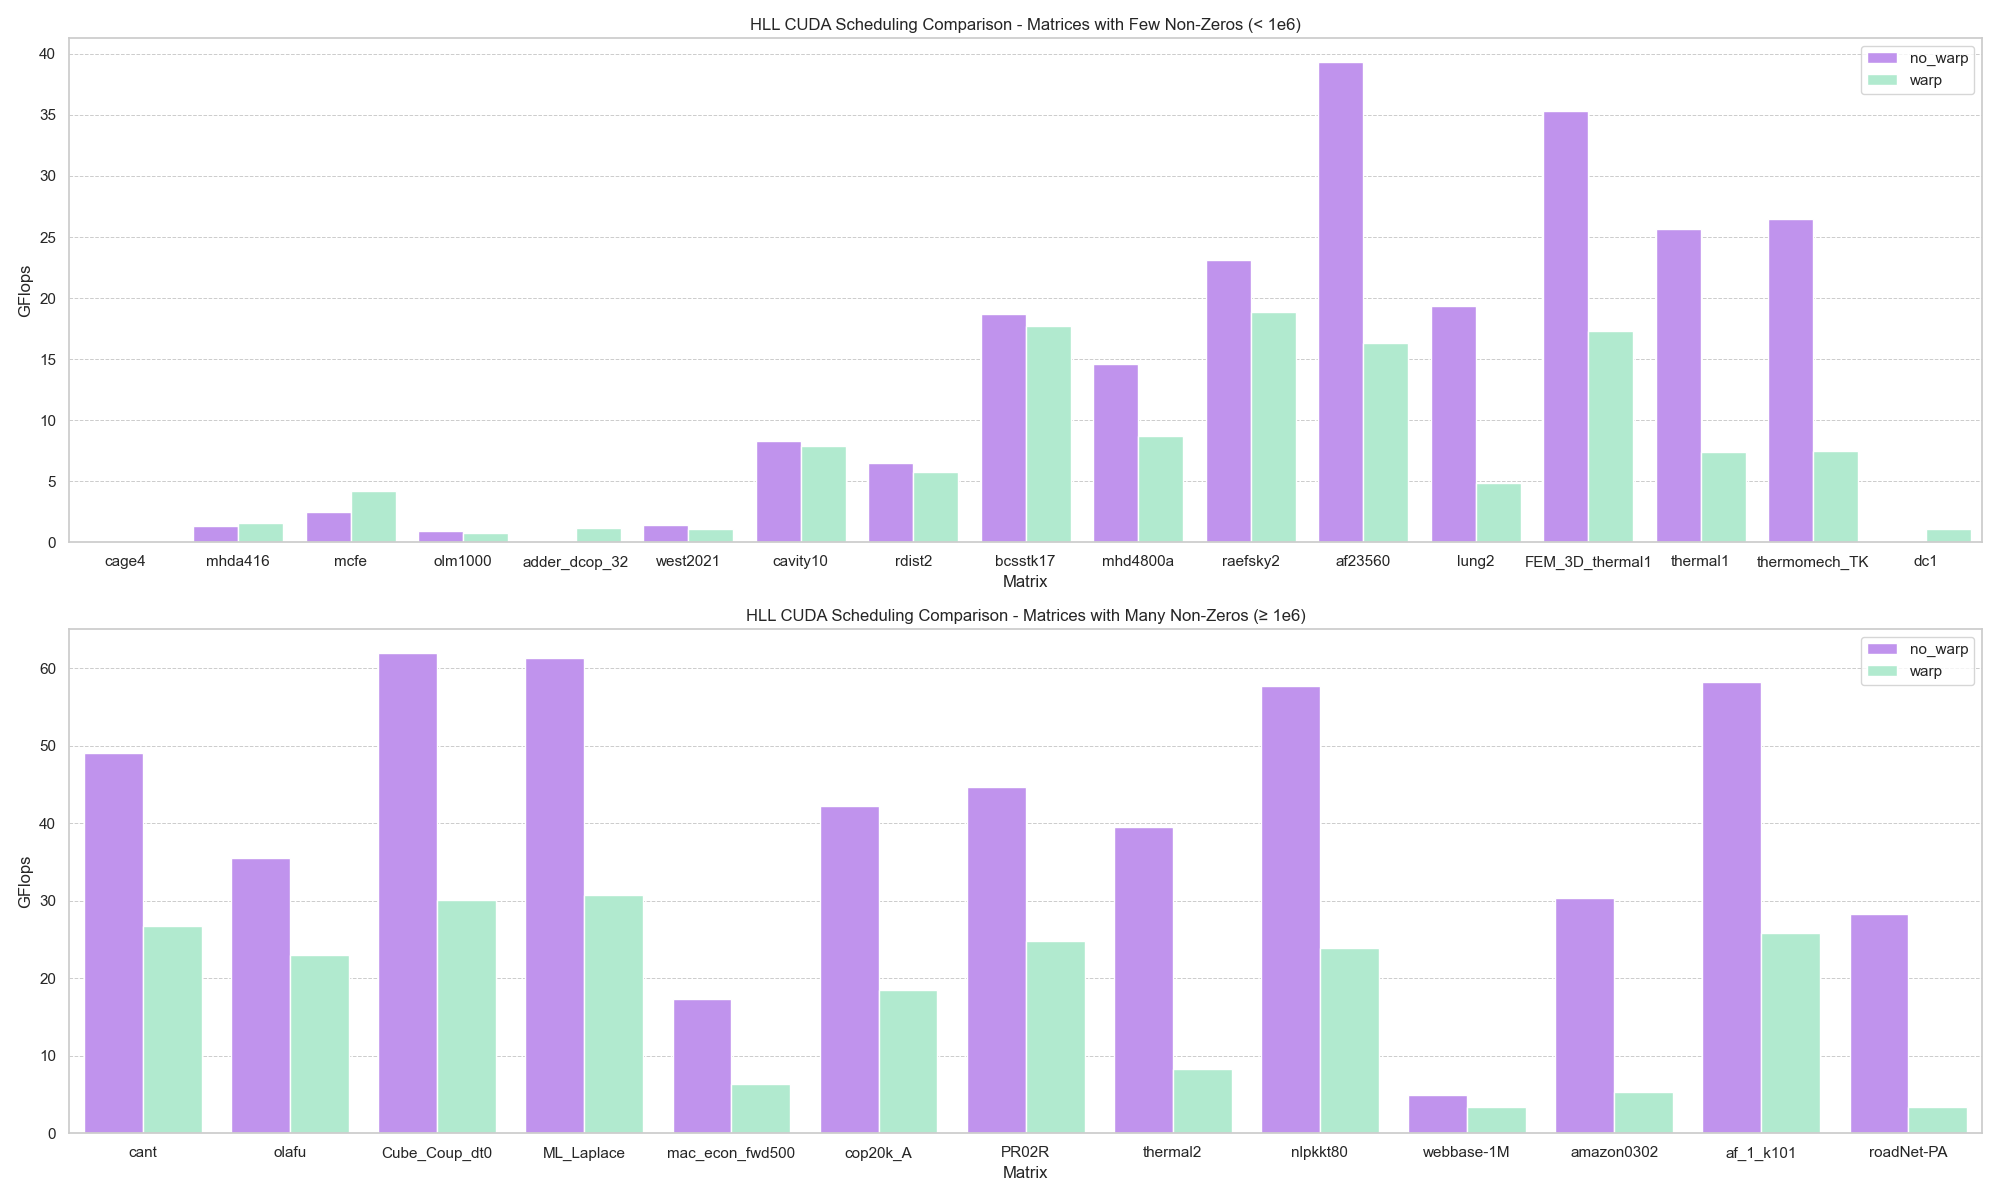 HLL CUDA Scheduling Comparison - Matrices with Few Non-Zeros (< 1e6)
no_warp
warp
GFlops
40
35
30
25
20
15
10
5
0
cage4 mhda416 mcfe olm1000 adder_dcop_32 west2021 cavity10 rdist2 bcsstk17 mhd4800a raefsky2 af23560 lung2 FEM_3D_thermal1 thermal1 thermomech_TK dc1
Matrix
HLL CUDA Scheduling Comparison - Matrices with Many Non-Zeros (≥ 1e6)
no_warp
warp
GFlops
60
50
40
30
20
10
0
cant olafu Cube_Coup_dt0 ML_Laplace mac_econ_fwd500 cop20k_A PR02R thermal2 nlpkkt80 webbase-1M amazon0302 af_1_k101 roadNet-PA
Matrix